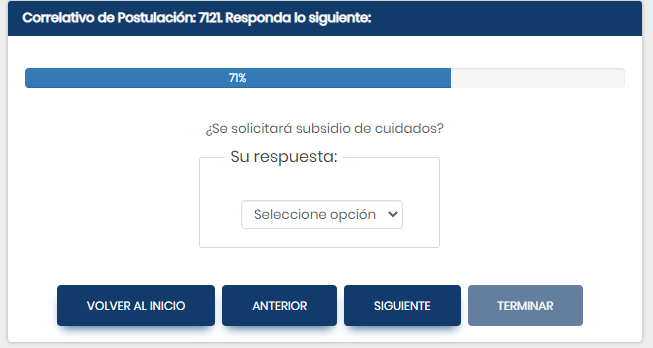 Correlativo de Postulación: 7121. Responda lo siguiente:
71%
¿Se solicitará subsidio de cuidados?
Su respuesta:
Seleccione opción
VOLVER AL INICIO ANTERIOR SIGUIENTE TERMINAR